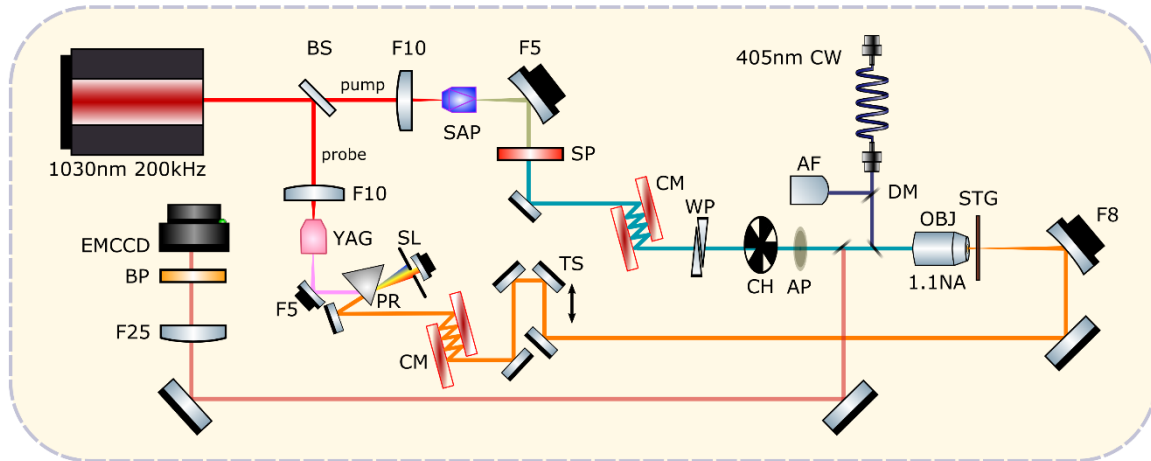 BS
F10
F5
405nm CW
pump
SAP
1030nm 200kHz
probe
SP
AF
DM
F10
CM
WP
OBJ
STG
F8
EMCCD
YAG
SL
BP
PR
TS
CH
AP
1.1NA
F5
F25
CM